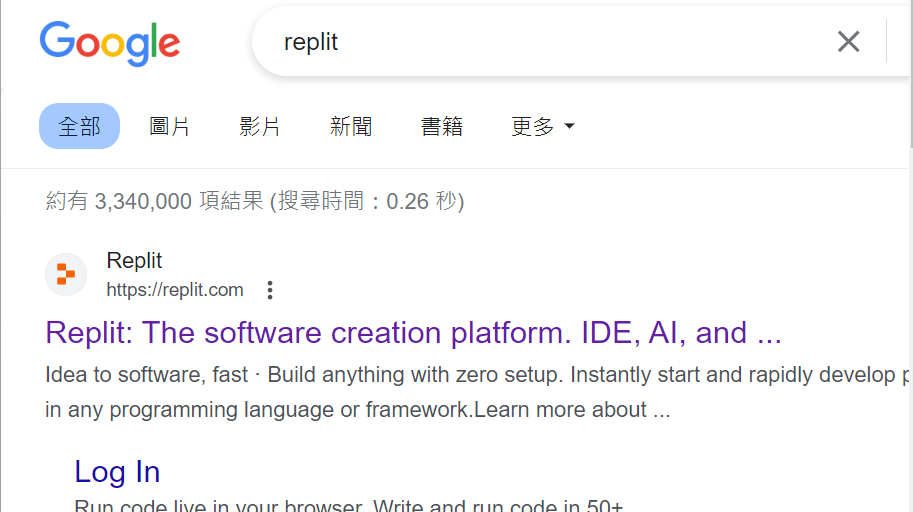 Google
replit
全部 圖片 影片 新聞 書籍 更多
約有 3,340,000 項結果 (搜尋時間：0.26 秒)
Replit
https://replit.com
Replit: The software creation platform. IDE, AI, and ...
Idea to software, fast · Build anything with zero setup. Instantly start and rapidly develop
in any programming language or framework.Learn more about ...
Log In
Run code live in your browser. Write and run code in 50+